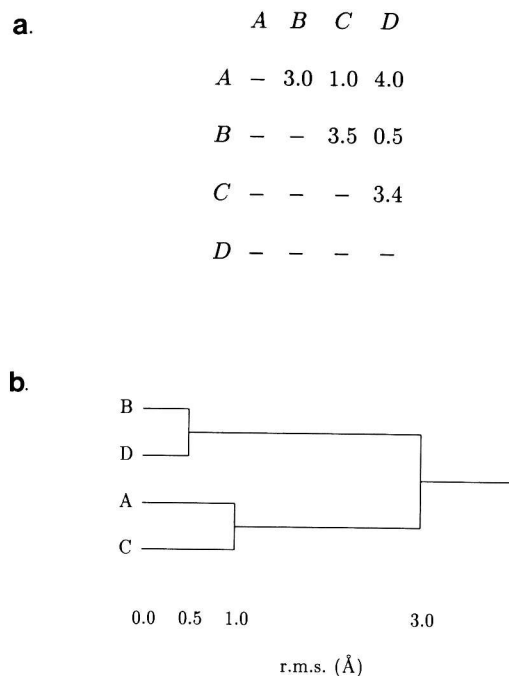 a.
A B C D
A – 3.0 1.0 4.0
B – – 3.5 0.5
C – – – 3.4
D – – – –
b.
B
D
A
C
0.0 0.5 1.0 3.0
r.m.s. (Å)